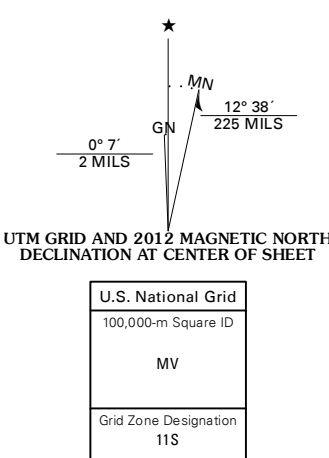 ★
MN
GN
12° 38´
225 MILS
0° 7´
2 MILS
UTM GRID AND 2012 MAGNETIC NORTH
DECLINATION AT CENTER OF SHEET
U.S. National Grid
100,000-m Square ID
MV
Grid Zone Designation
11S